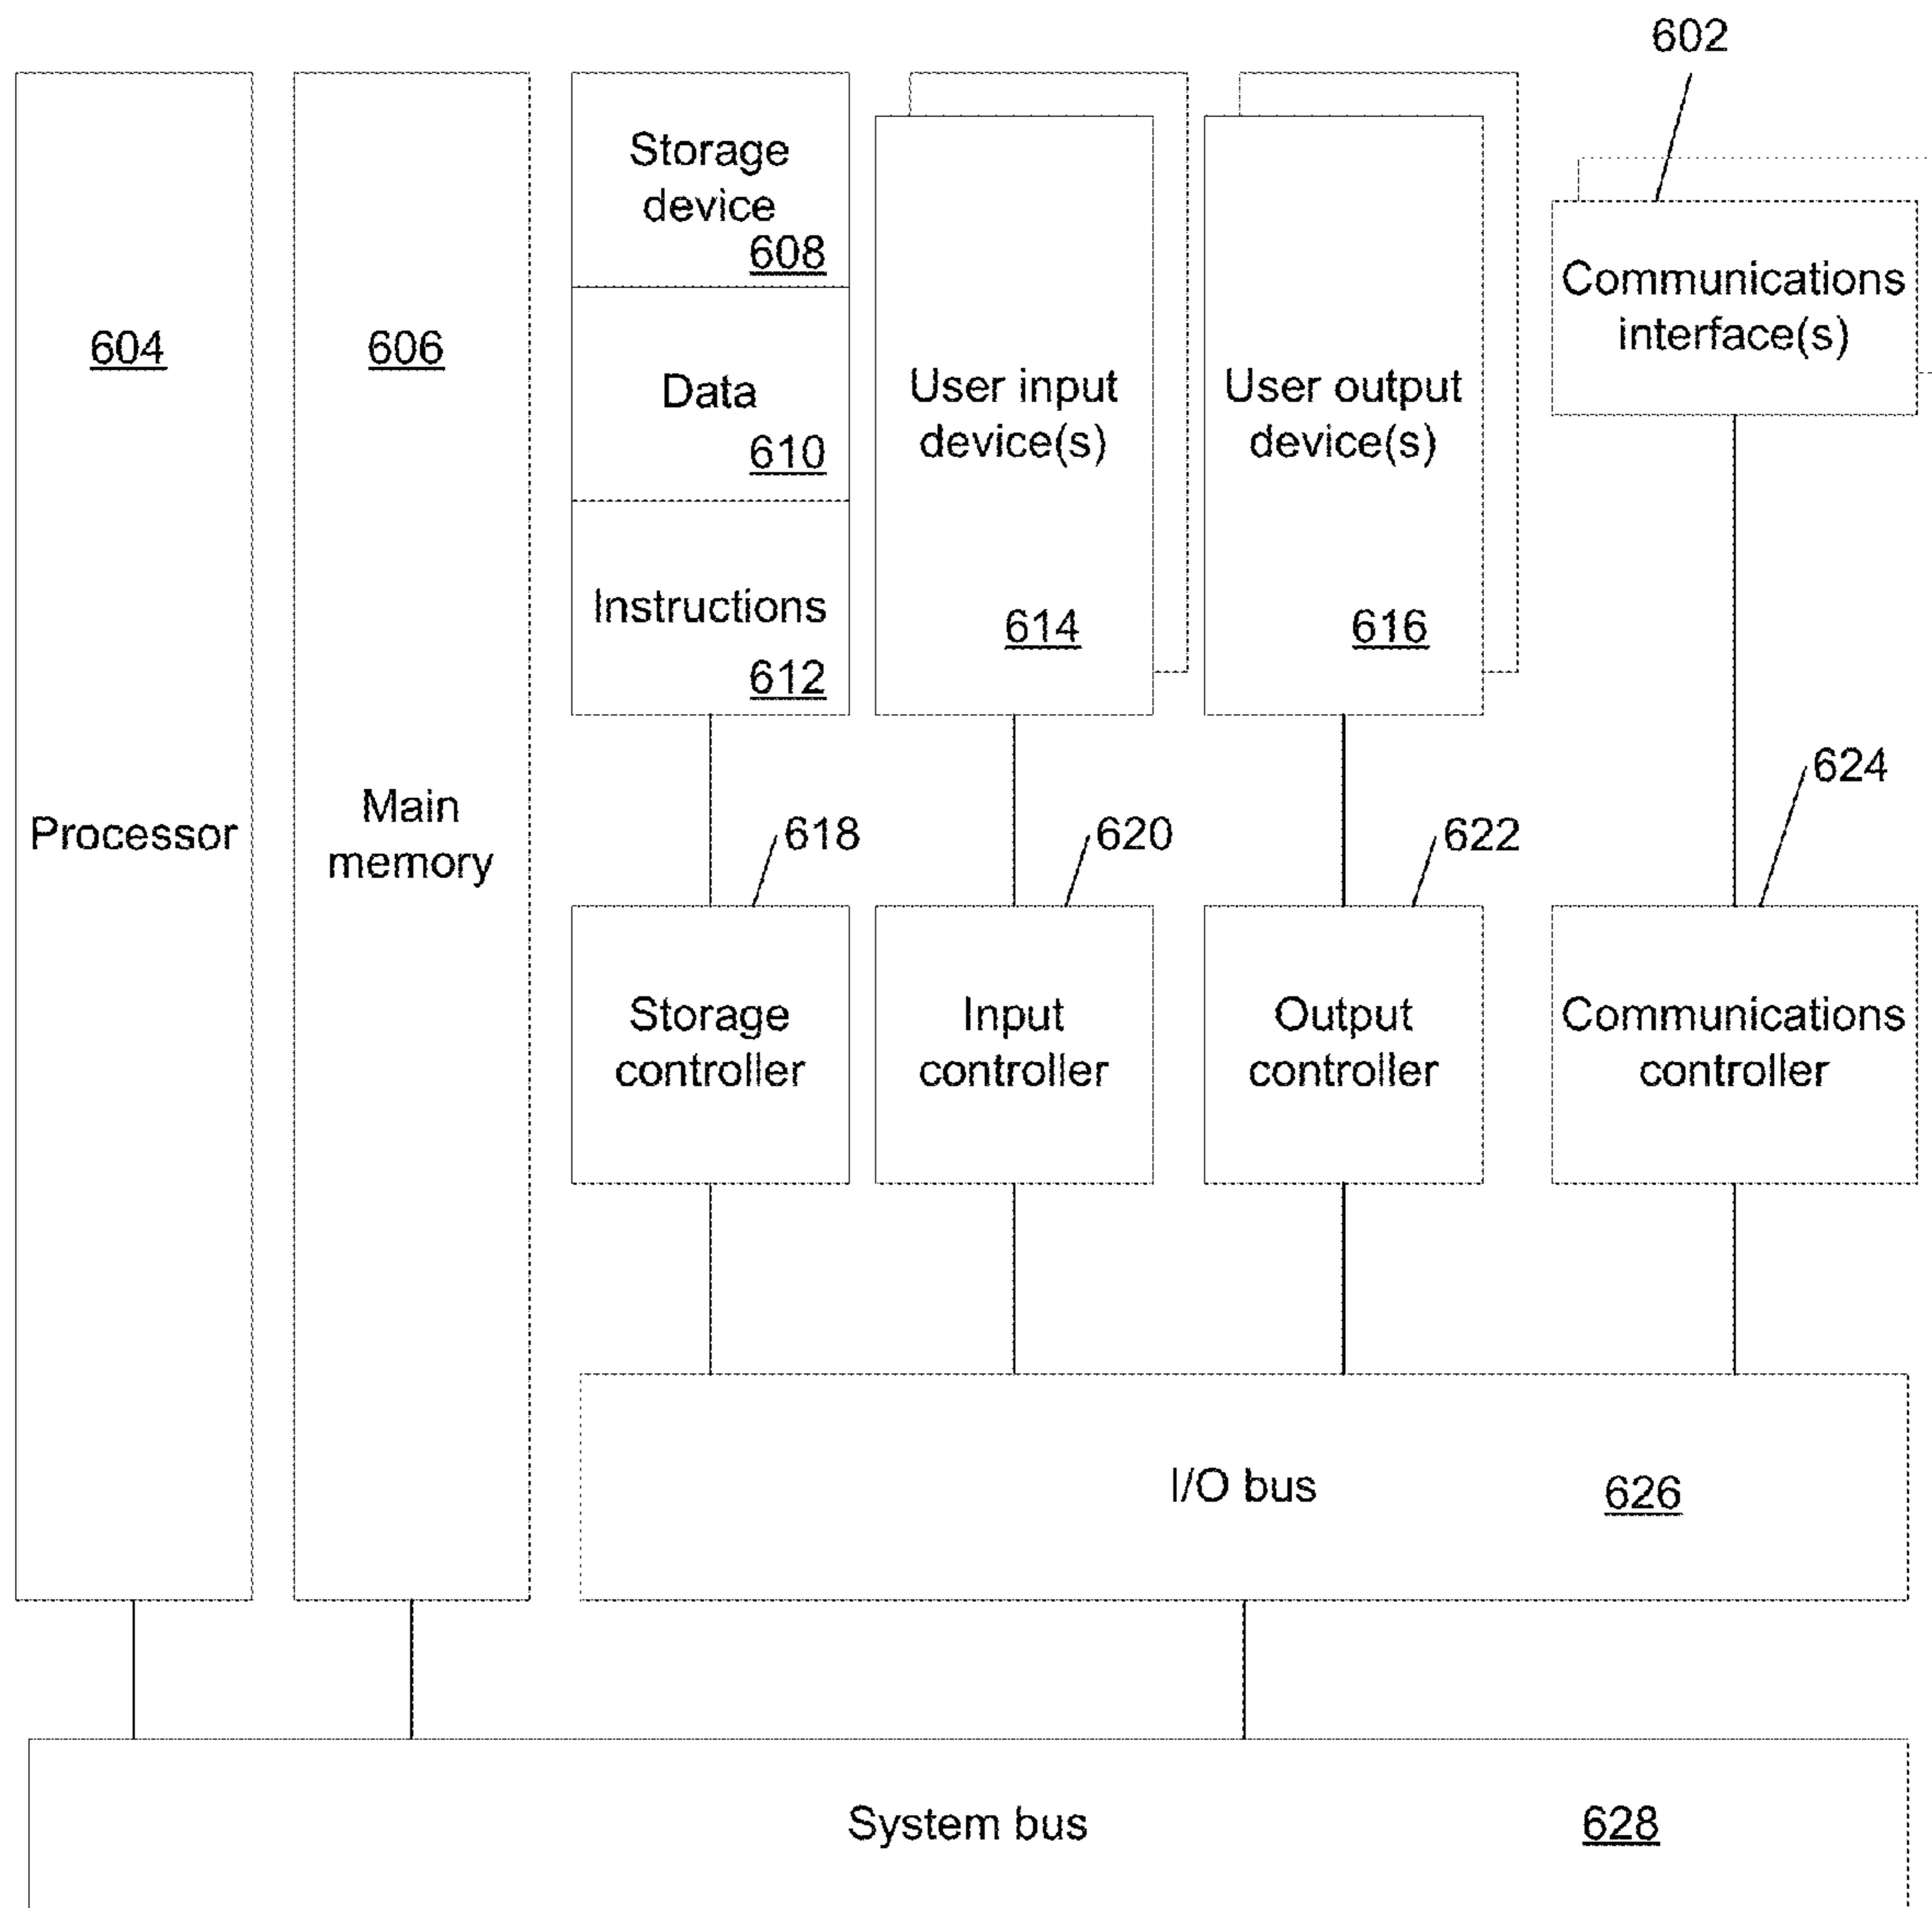 602
Storage
device
608
604
606
Communications
interface(s)
Data
610
User input
device(s)
User output
device(s)
Instructions
612
614
616
Processor
Main
memory
618
620
622
624
Storage
controller
Input
controller
Output
controller
Communications
controller
I/O bus
626
System bus
628